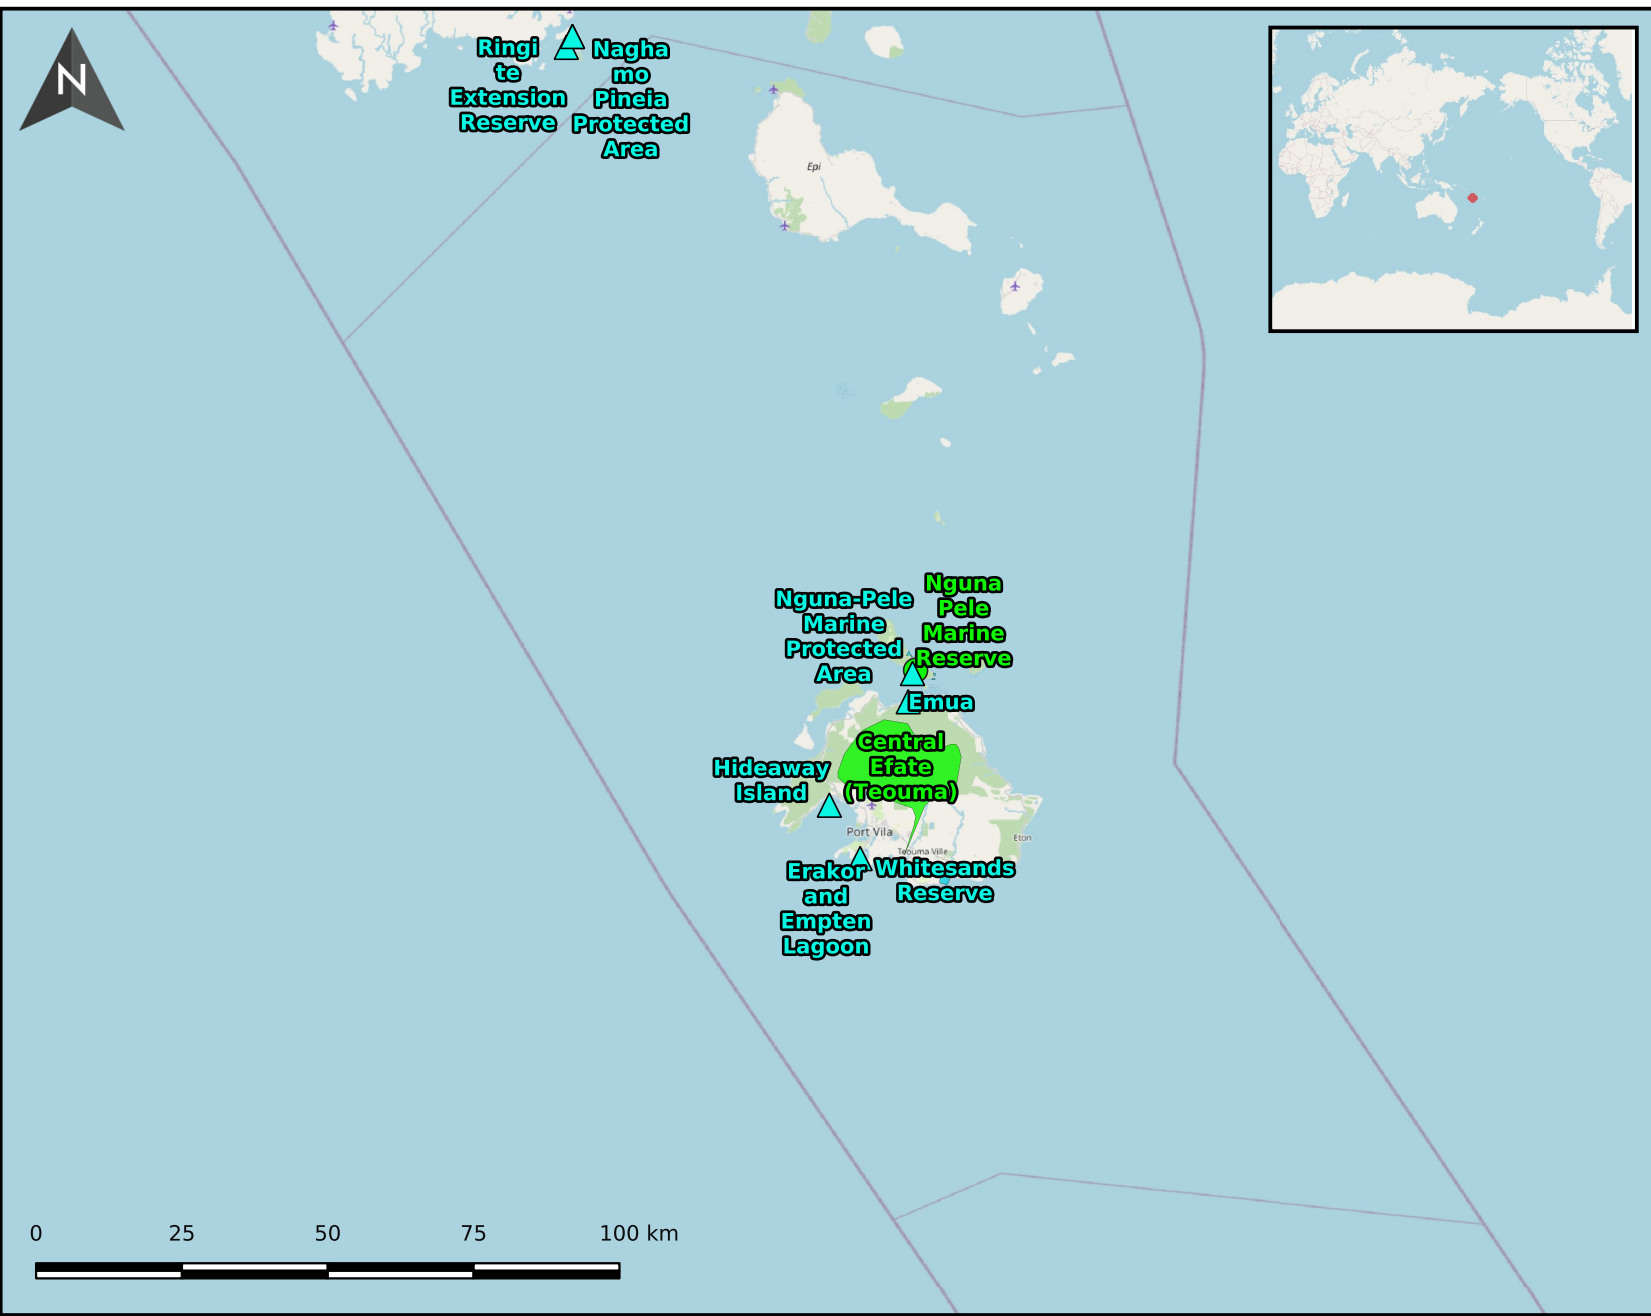 N
Ringi
te
Extension
Reserve
Nagha
mo
Pineia
Protected
Area
Epi
Nguna-Pele
Marine
Protected
Area
Nguna
Pele
Marine
Reserve
Emua
Central
Efate
(Teouma)
Hideaway
Island
Port Vila
Eton
Teouma Ville
Erakor
and
Empten
Lagoon
Whitesands
Reserve
0 25 50 75 100 km